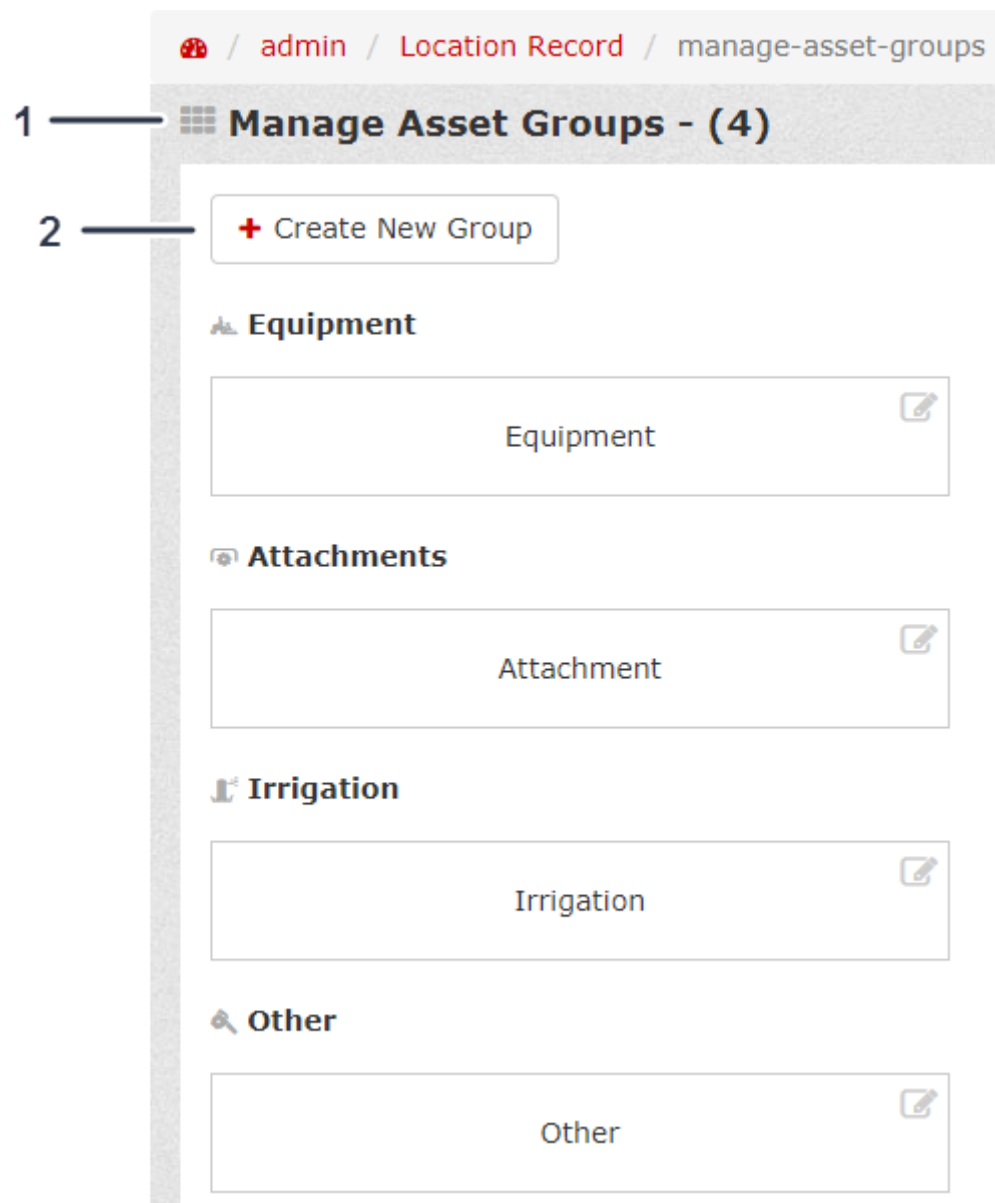 / admin / Location Record / manage-asset-groups
1 Manage Asset Groups - (4)
2 + Create New Group
Equipment
Equipment
Attachments
Attachment
Irrigation
Irrigation
Other
Other